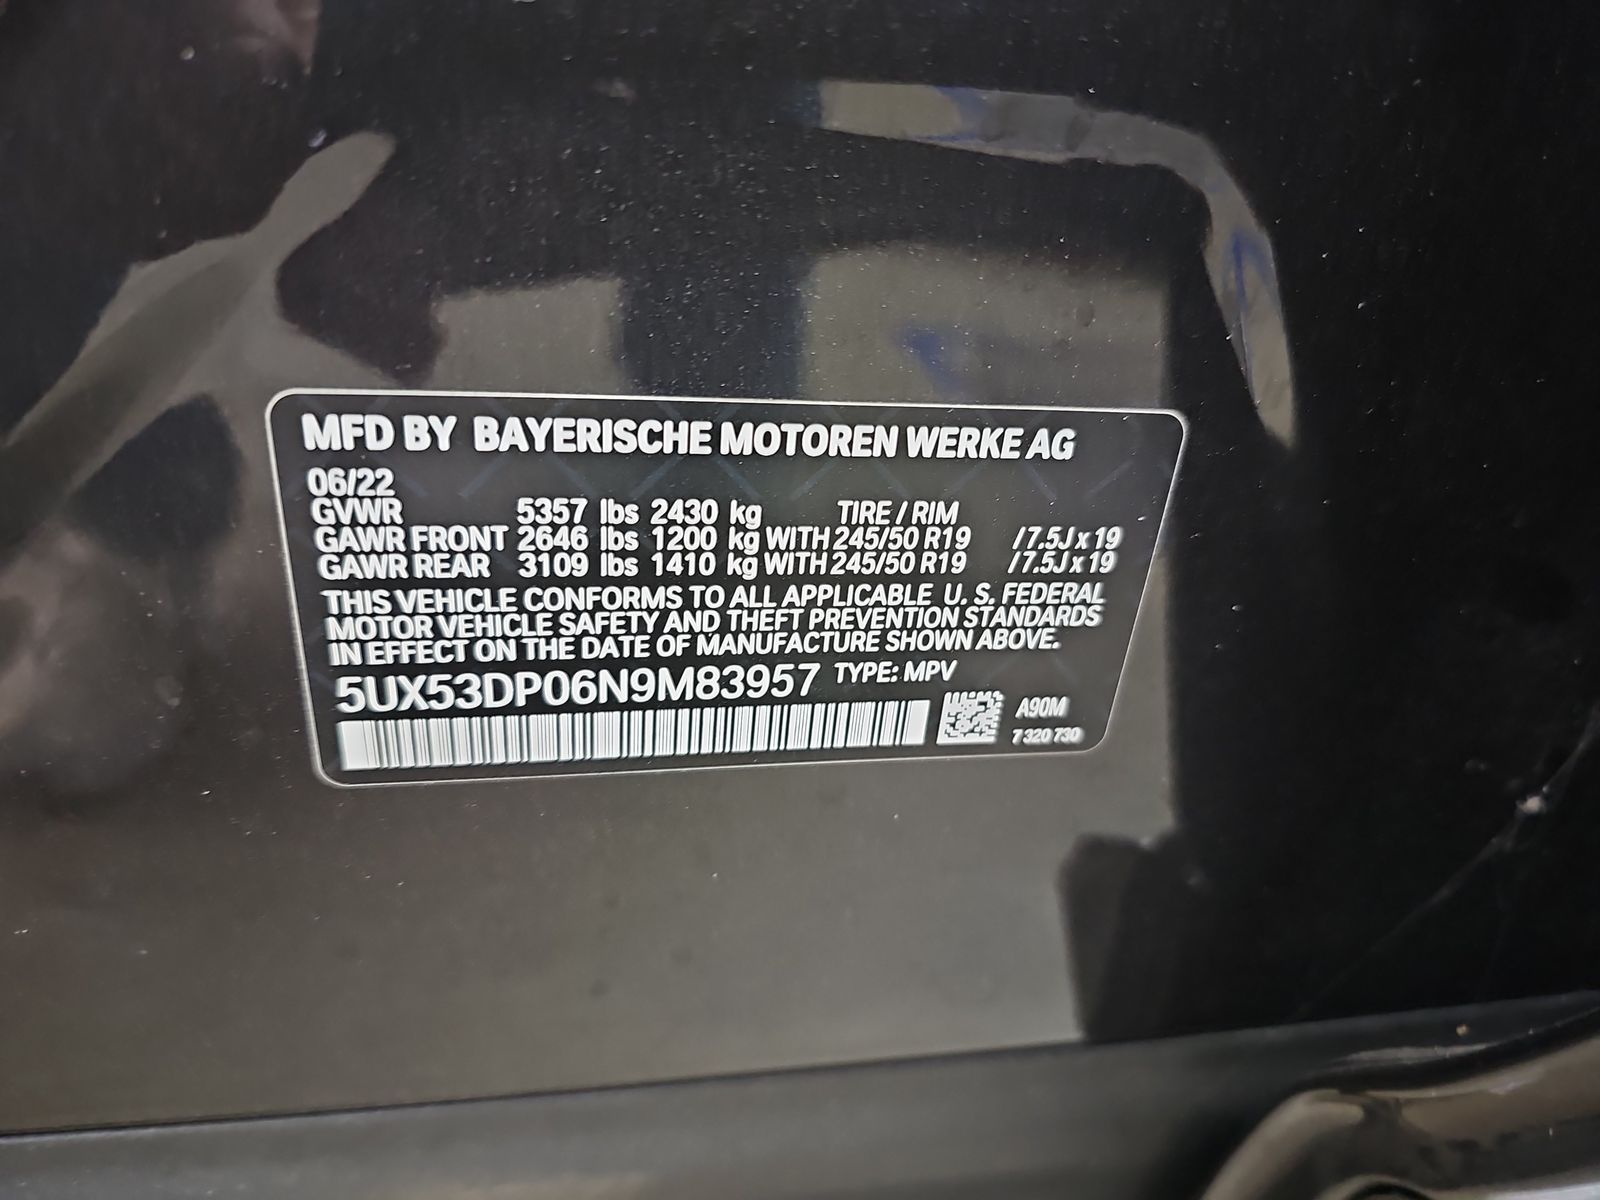 MFD BY BAYERISCHE MOTOREN WERKE AG
06/22
GVWR 5357 lbs 2430 kg TIRE / RIM
GAWR FRONT 2646 lbs 1200 kg WITH 245/50 R19 / 7.5J x 19
GAWR REAR 3109 lbs 1410 kg WITH 245/50 R19 / 7.5J x 19
THIS VEHICLE CONFORMS TO ALL APPLICABLE U. S. FEDERAL
MOTOR VEHICLE SAFETY AND THEFT PREVENTION STANDARDS
IN EFFECT ON THE DATE OF MANUFACTURE SHOWN ABOVE.
5UX53DP06N9M83957 TYPE: MPV
A90M
7 320 730